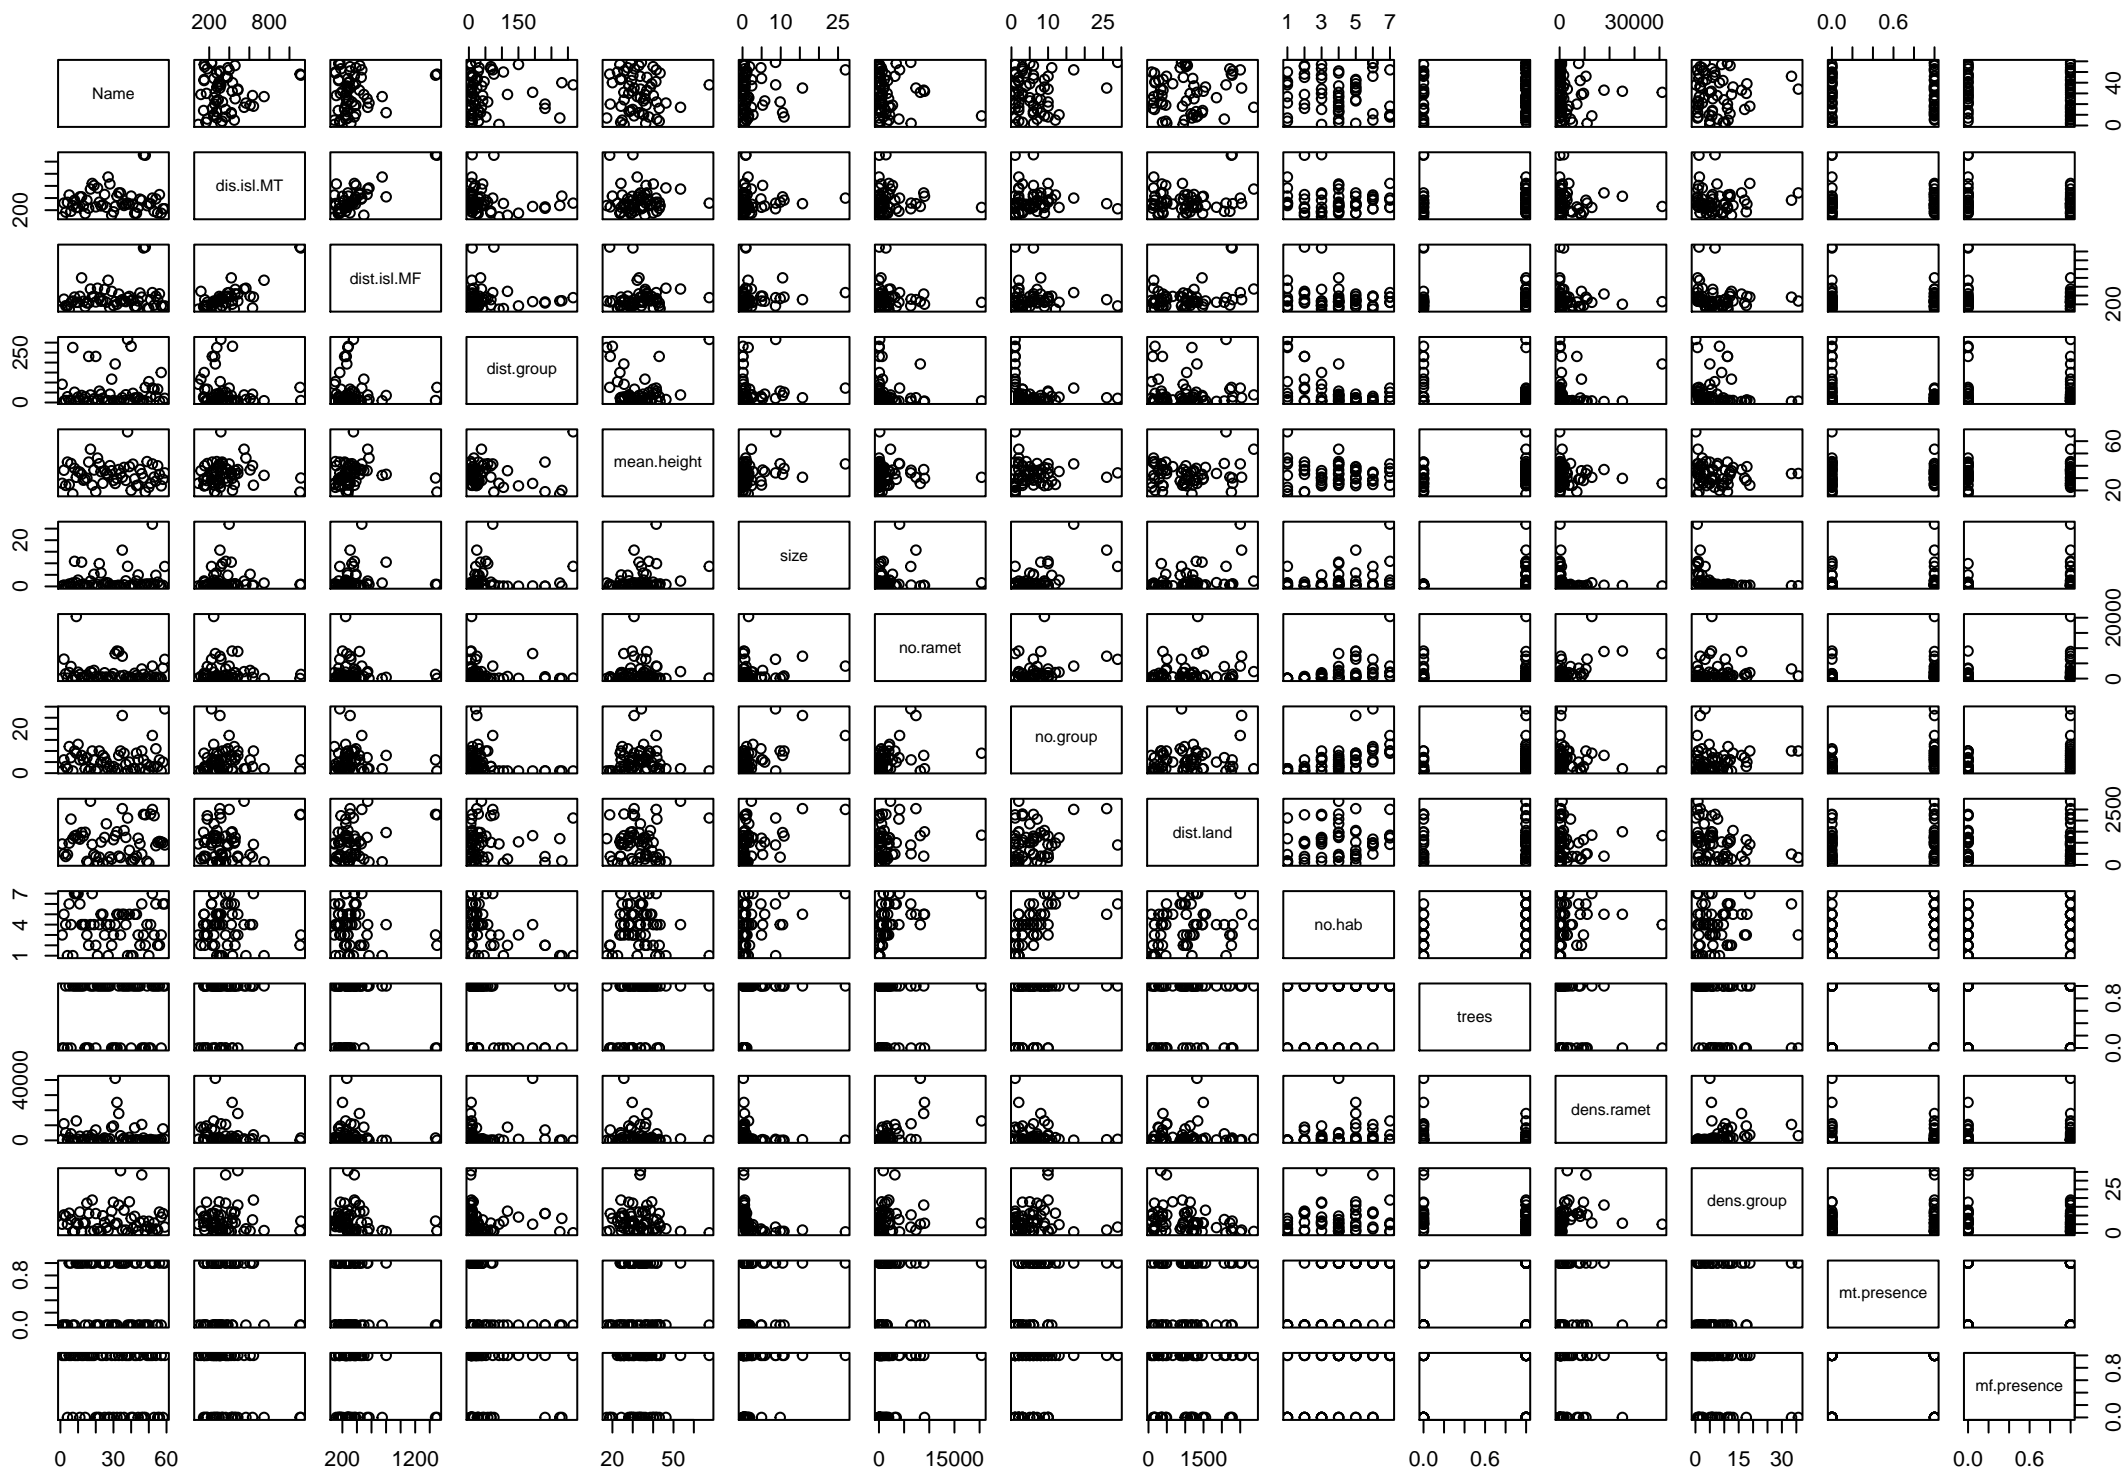 200 800 0 150 0 25 0 10 25 1 3 5 7 0 30000 0.0 0.6
Name 0 40
200 dis.isl.MT
dist.isl.MF 200
0 250 dist.group
mean.height 20 60
0 20 size
no.ramet 0 20000
0 20 no.group
dist.land 0 2500
1 4 7 no.hab
trees 0.0 0.8
0 40000 dens.ramet
dens.group 0 25
0.0 0.8 mt.presence
mf.presence 0.0 0.8
0 30 60 200 1200 20 50 0 15000 0 1500 0.0 0.6 0 15 30 0.0 0.6